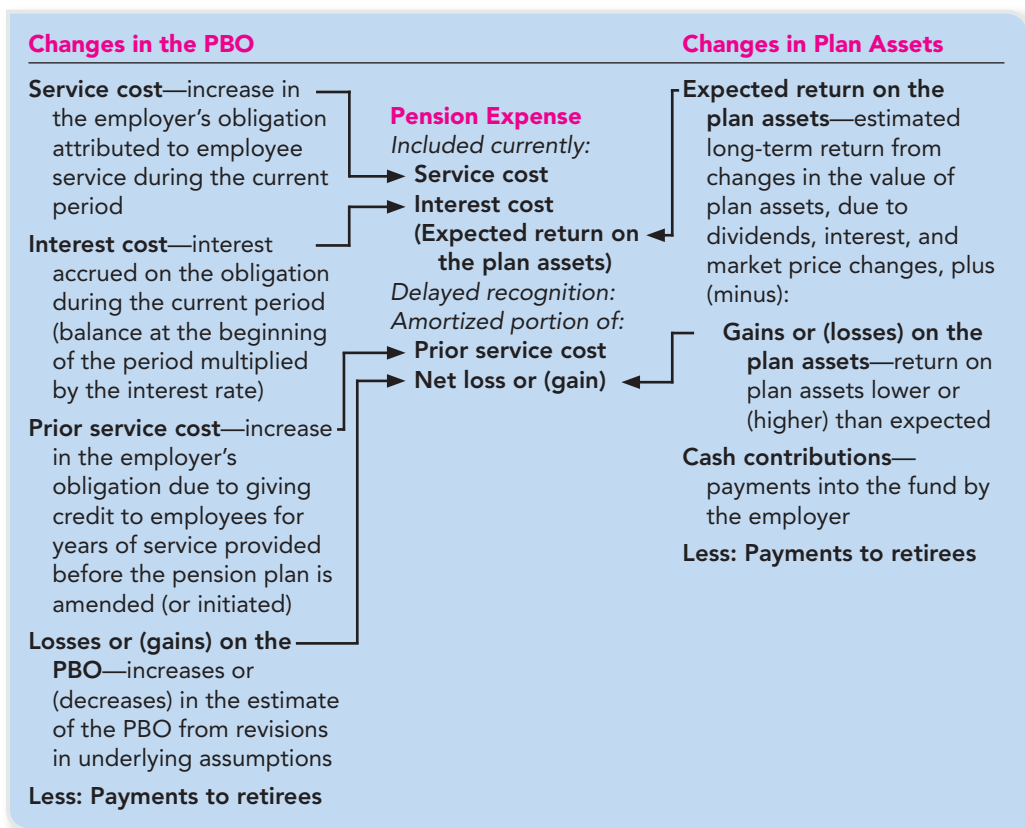 Changes in the PBO
Service cost—increase in
the employer's obligation
attributed to employee
service during the current
period
Interest cost—interest
accrued on the obligation
during the current period
(balance at the beginning
of the period multiplied
by the interest rate)
Prior service cost—increase
in the employer's
obligation due to giving
credit to employees for
years of service provided
before the pension plan is
amended (or initiated)
Losses or (gains) on the
PBO—increases or
(decreases) in the estimate
of the PBO from revisions
in underlying assumptions
Less: Payments to retirees
Pension Expense
Included currently:
Service cost
Interest cost
(Expected return on
the plan assets)
Delayed recognition:
Amortized portion of:
Prior service cost
Net loss or (gain)
Changes in Plan Assets
Expected return on the
plan assets—estimated
long-term return from
changes in the value of
plan assets, due to
dividends, interest, and
market price changes, plus
(minus):
Gains or (losses) on the
plan assets—return on
plan assets lower or
(higher) than expected
Cash contributions—
payments into the fund by
the employer
Less: Payments to retirees